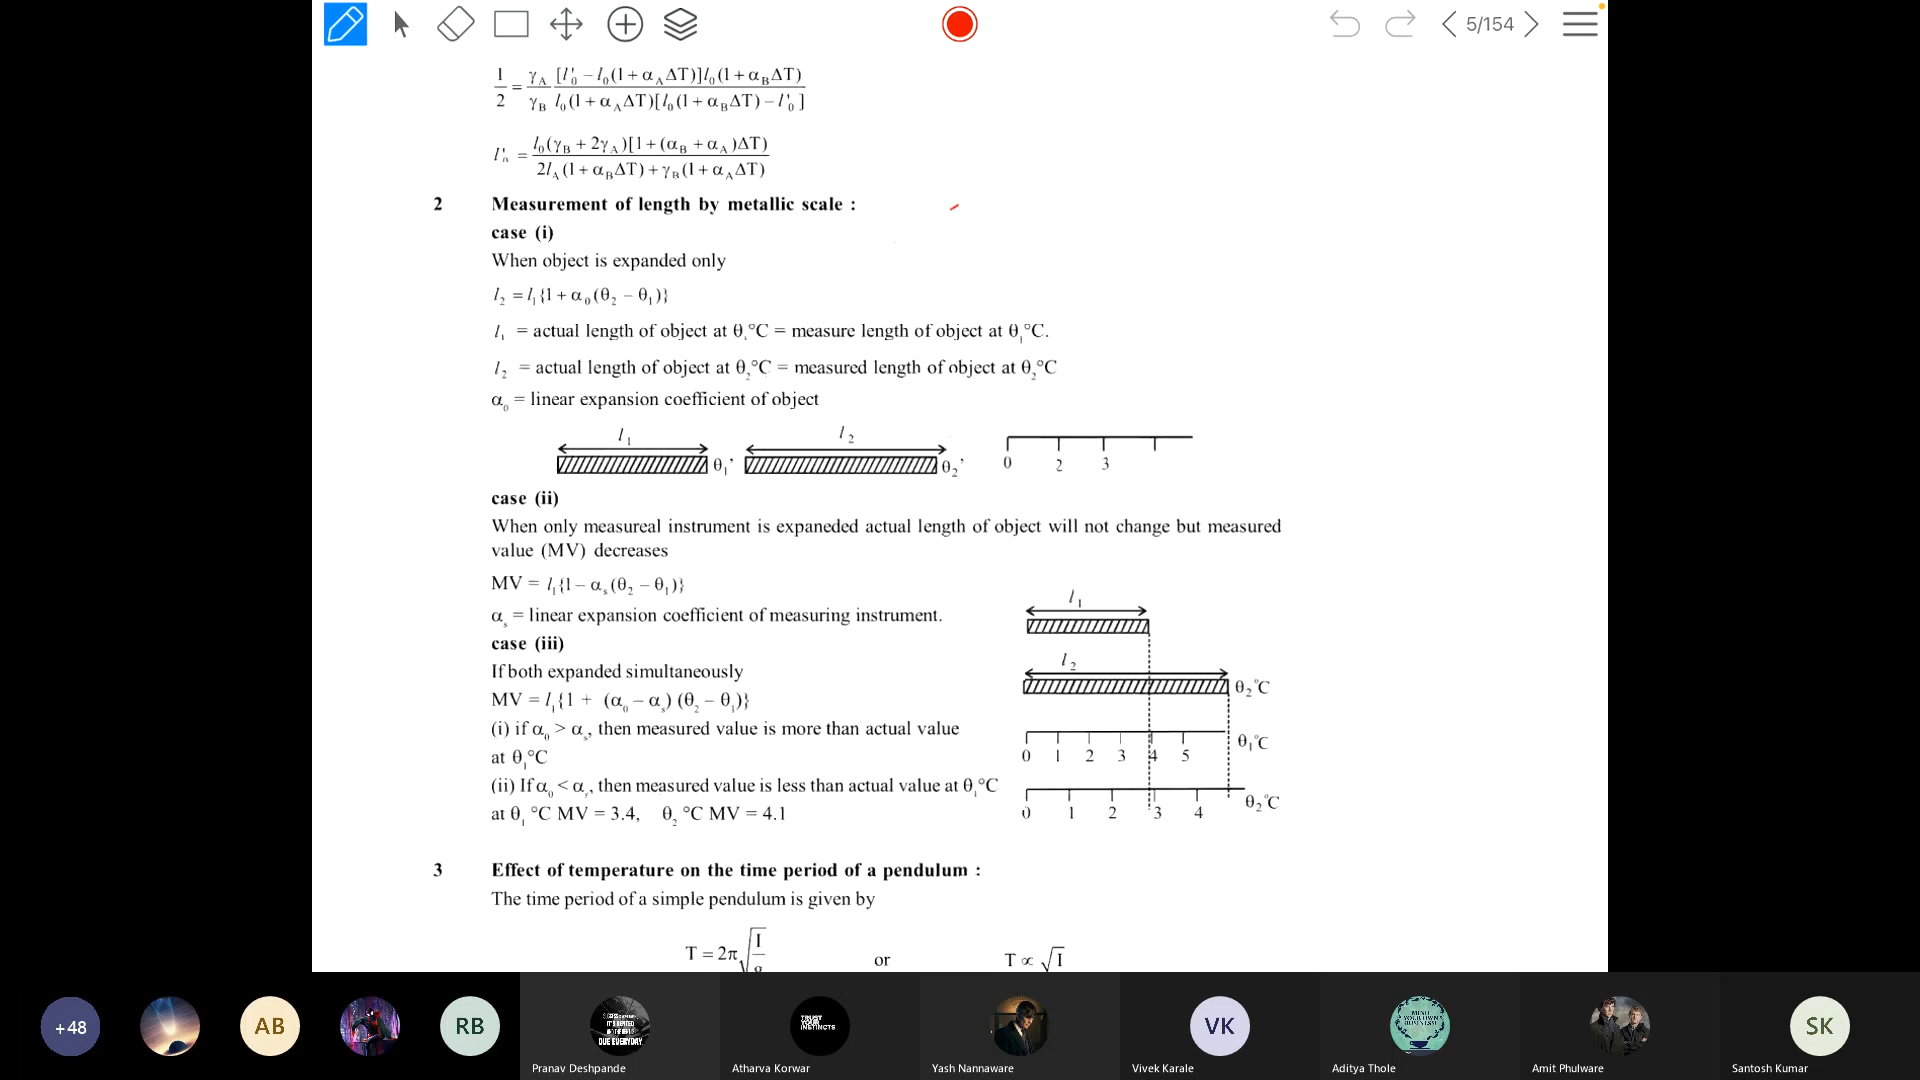 5/154
1/2 = γA/γB [l'0 – l0(1 + αAΔT)]l0(1 + αBΔT) / l0(1 + αAΔT)[l0(1 + αBΔT) – l'0 ]
l'0 = l0(γB + 2γA)[1 + (αB + αA)ΔT) / 2lA(1 + αBΔT) + γB(1 + αAΔT)
2 Measurement of length by metallic scale :
case (i)
When object is expanded only
l2 = l1{1 + α0(θ2 – θ1)}
l1 = actual length of object at θ1°C = measure length of object at θ1°C.
l2 = actual length of object at θ2°C = measured length of object at θ2°C
α0 = linear expansion coefficient of object
l1 l2
θ1' θ2' 0 2 3
case (ii)
When only measureal instrument is expaneded actual length of object will not change but measured
value (MV) decreases
MV = l1{1 – αs(θ2 – θ1)}
l1
αs = linear expansion coefficient of measuring instrument.
case (iii)
If both expanded simultaneously
l2
θ2°C
MV = l1{1 + (α0 – αs) (θ2 – θ1)}
(i) if α0 > αs, then measured value is more than actual value
at θ1°C
0 1 2 3 4 5 θ1°C
(ii) If α0 < αs, then measured value is less than actual value at θ1°C
at θ1 °C MV = 3.4, θ2 °C MV = 4.1
0 1 2 3 4 θ2°C
3 Effect of temperature on the time period of a pendulum :
The time period of a simple pendulum is given by
T = 2π√(I/g) or T ∝ √I
+48
AB
RB
TRUST YOUR INSTINCTS
VK
MIND YOUR OWN BUSINESS!
SK
DUE EVERYDAY
Pranav Deshpande
Atharva Korwar
Yash Nannaware
Vivek Karale
Aditya Thole
Amit Phulware
Santosh Kumar